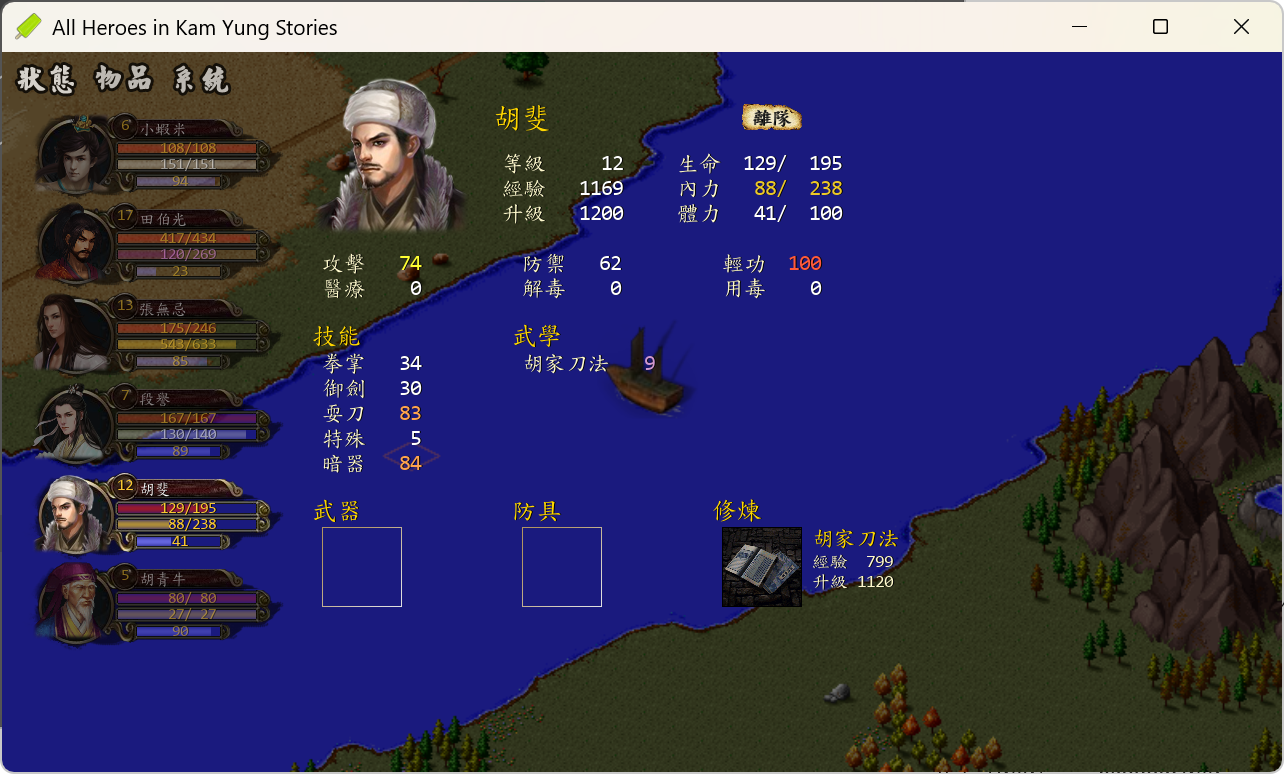 All Heroes in Kam Yung Stories
狀態 物品 系統
6 小蝦米
108/108
151/151
94
17 田伯光
417/434
120/269
23
13 張無忌
175/246
543/633
85
7 段譽
167/167
130/140
89
12 胡斐
129/195
88/238
41
5 胡青牛
80/ 80
27/ 27
90
胡斐 離隊
等級 12 生命 129/ 195
經驗 1169 內力 88/ 238
升級 1200 體力 41/ 100
攻擊 74 防禦 62 輕功 100
醫療 0 解毒 0 用毒 0
技能 武學
拳掌 34 胡家刀法 9
御劍 30
耍刀 83
特殊 5
暗器 84
武器 防具 修煉
胡家刀法
經驗 799
升級 1120